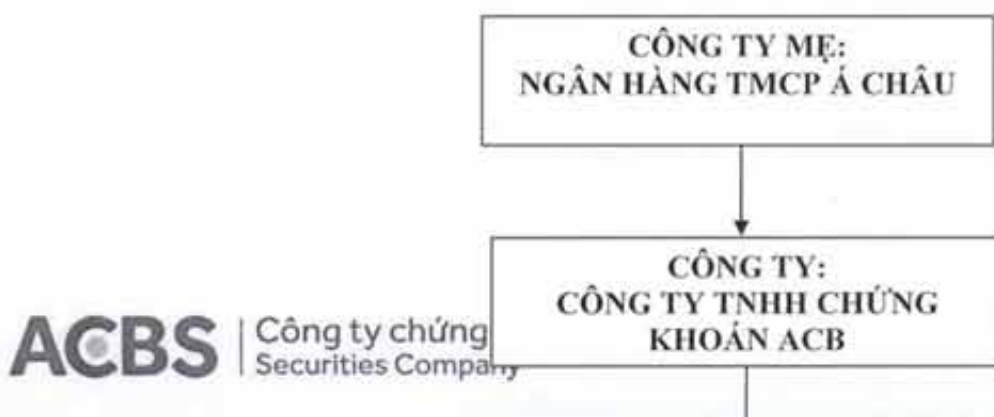 CÔNG TY MẸ:
NGÂN HÀNG TMCP Á CHÂU
CÔNG TY:
CÔNG TY TNHH CHỨNG
KHOÁN ACB
ACBS
Công ty chứng
Securities Company